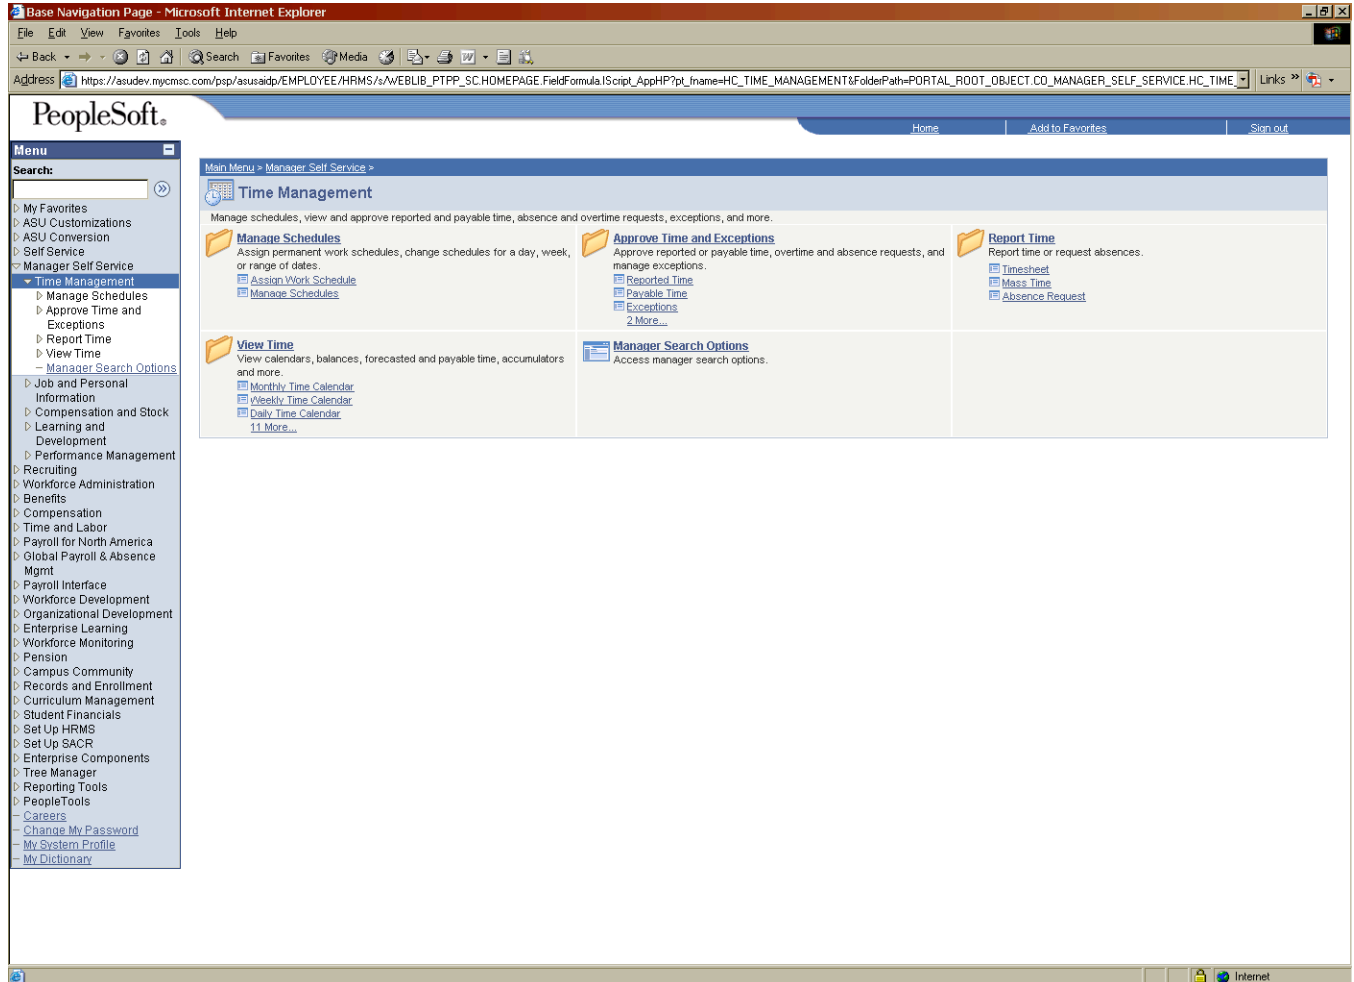 Base Navigation Page - Microsoft Internet Explorer
File Edit View Favorites Tools Help
Back Search Favorites Media
Address https://asudev.mycmsc.com/psp/asusaidp/EMPLOYEE/HRMS/s/WEBLIB_PTPP_SC.HOMEPAGE.FieldFormula.IScript_AppHP?pt_fname=HC_TIME_MANAGEMENT&FolderPath=PORTAL_ROOT_OBJECT.CO_MANAGER_SELF_SERVICE.HC_TIME_ Links »
PeopleSoft.
Home Add to Favorites Sign out
Menu
Search:
My Favorites
ASU Customizations
ASU Conversion
Self Service
Manager Self Service
Time Management
Manage Schedules
Approve Time and
Exceptions
Report Time
View Time
– Manager Search Options
Job and Personal
Information
Compensation and Stock
Learning and
Development
Performance Management
Recruiting
Workforce Administration
Benefits
Compensation
Time and Labor
Payroll for North America
Global Payroll & Absence
Mgmt
Payroll Interface
Workforce Development
Organizational Development
Enterprise Learning
Workforce Monitoring
Pension
Campus Community
Records and Enrollment
Curriculum Management
Student Financials
Set Up HRMS
Set Up SACR
Enterprise Components
Tree Manager
Reporting Tools
PeopleTools
– Careers
– Change My Password
– My System Profile
– My Dictionary
Main Menu > Manager Self Service >
Time Management
Manage schedules, view and approve reported and payable time, absence and overtime requests, exceptions, and more.
Manage Schedules
Assign permanent work schedules, change schedules for a day, week,
or range of dates.
Assign Work Schedule
Manage Schedules
Approve Time and Exceptions
Approve reported or payable time, overtime and absence requests, and
manage exceptions.
Reported Time
Payable Time
Exceptions
2 More...
Report Time
Report time or request absences.
Timesheet
Mass Time
Absence Request
View Time
View calendars, balances, forecasted and payable time, accumulators
and more.
Monthly Time Calendar
Weekly Time Calendar
Daily Time Calendar
11 More...
Manager Search Options
Access manager search options.
Internet